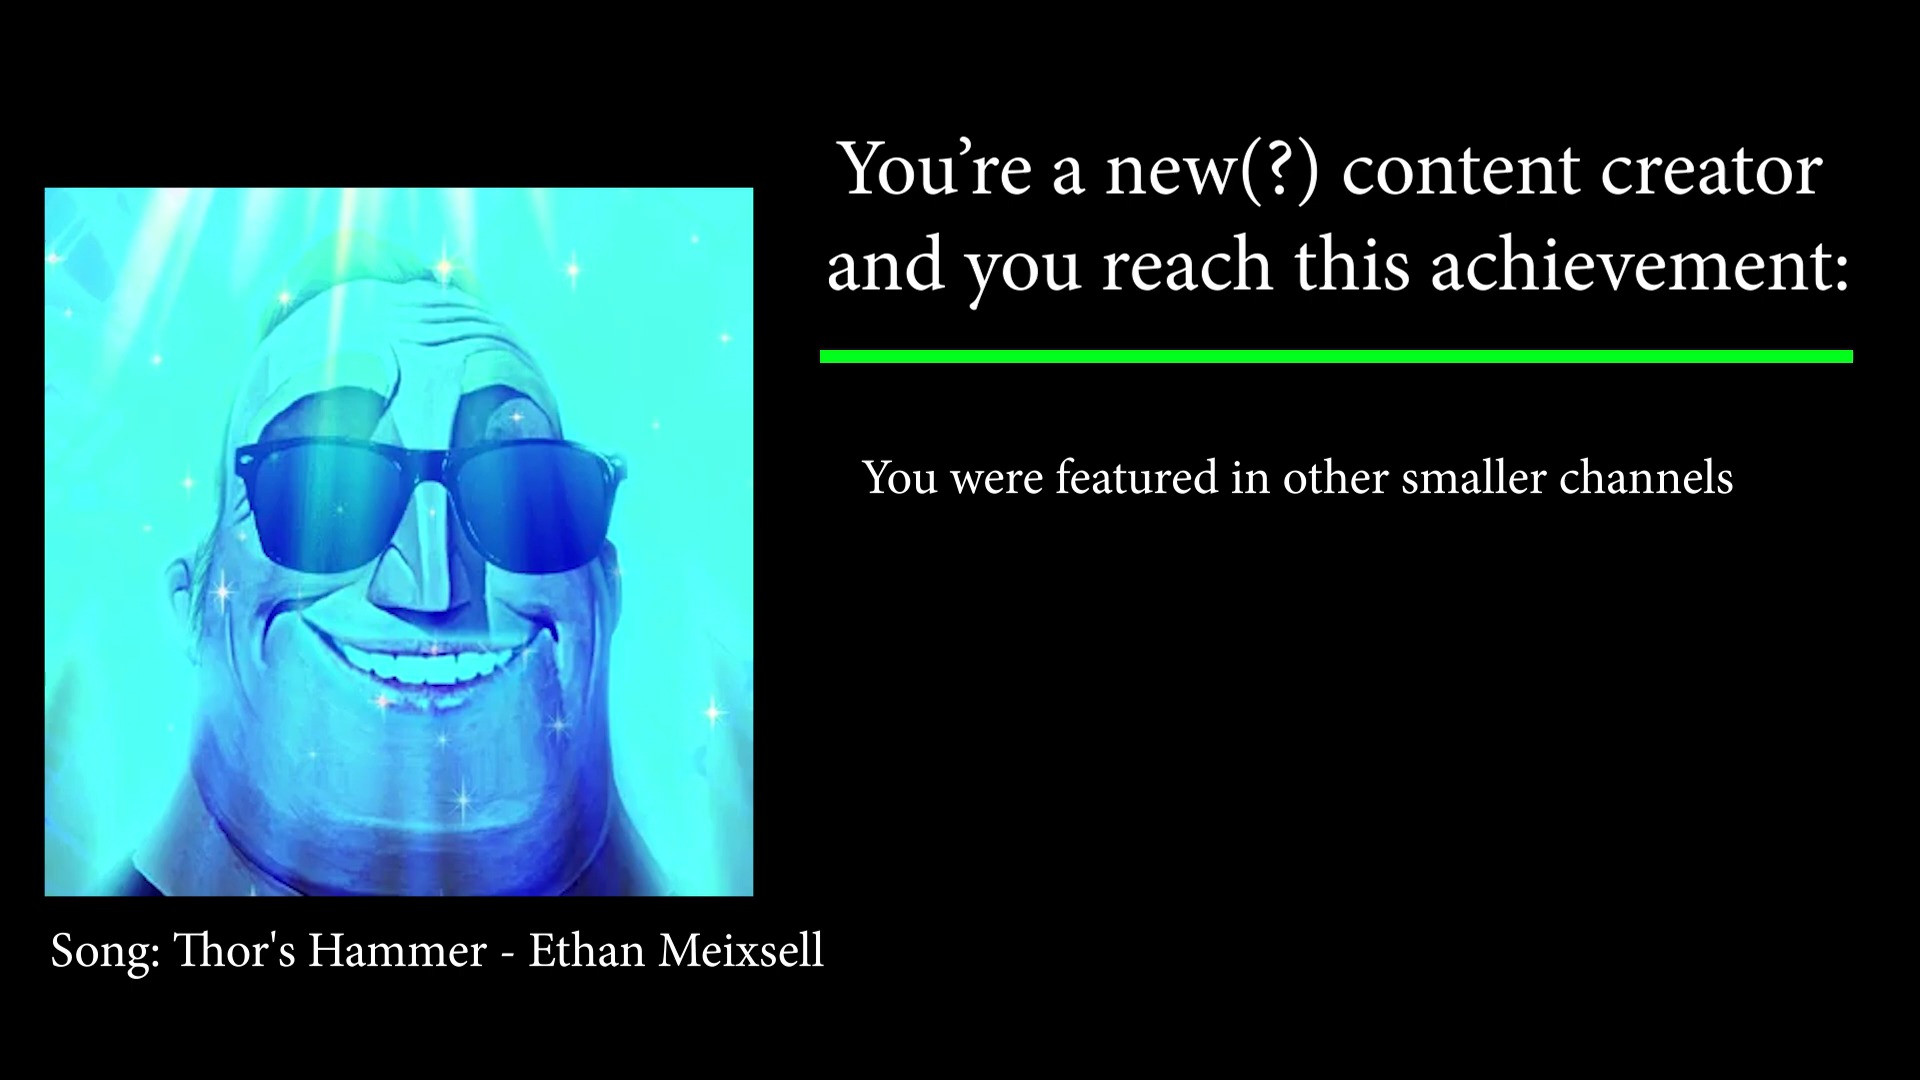 You’re a new(?) content creator
and you reach this achievement:
You were featured in other smaller channels
Song: Thor's Hammer - Ethan Meixsell